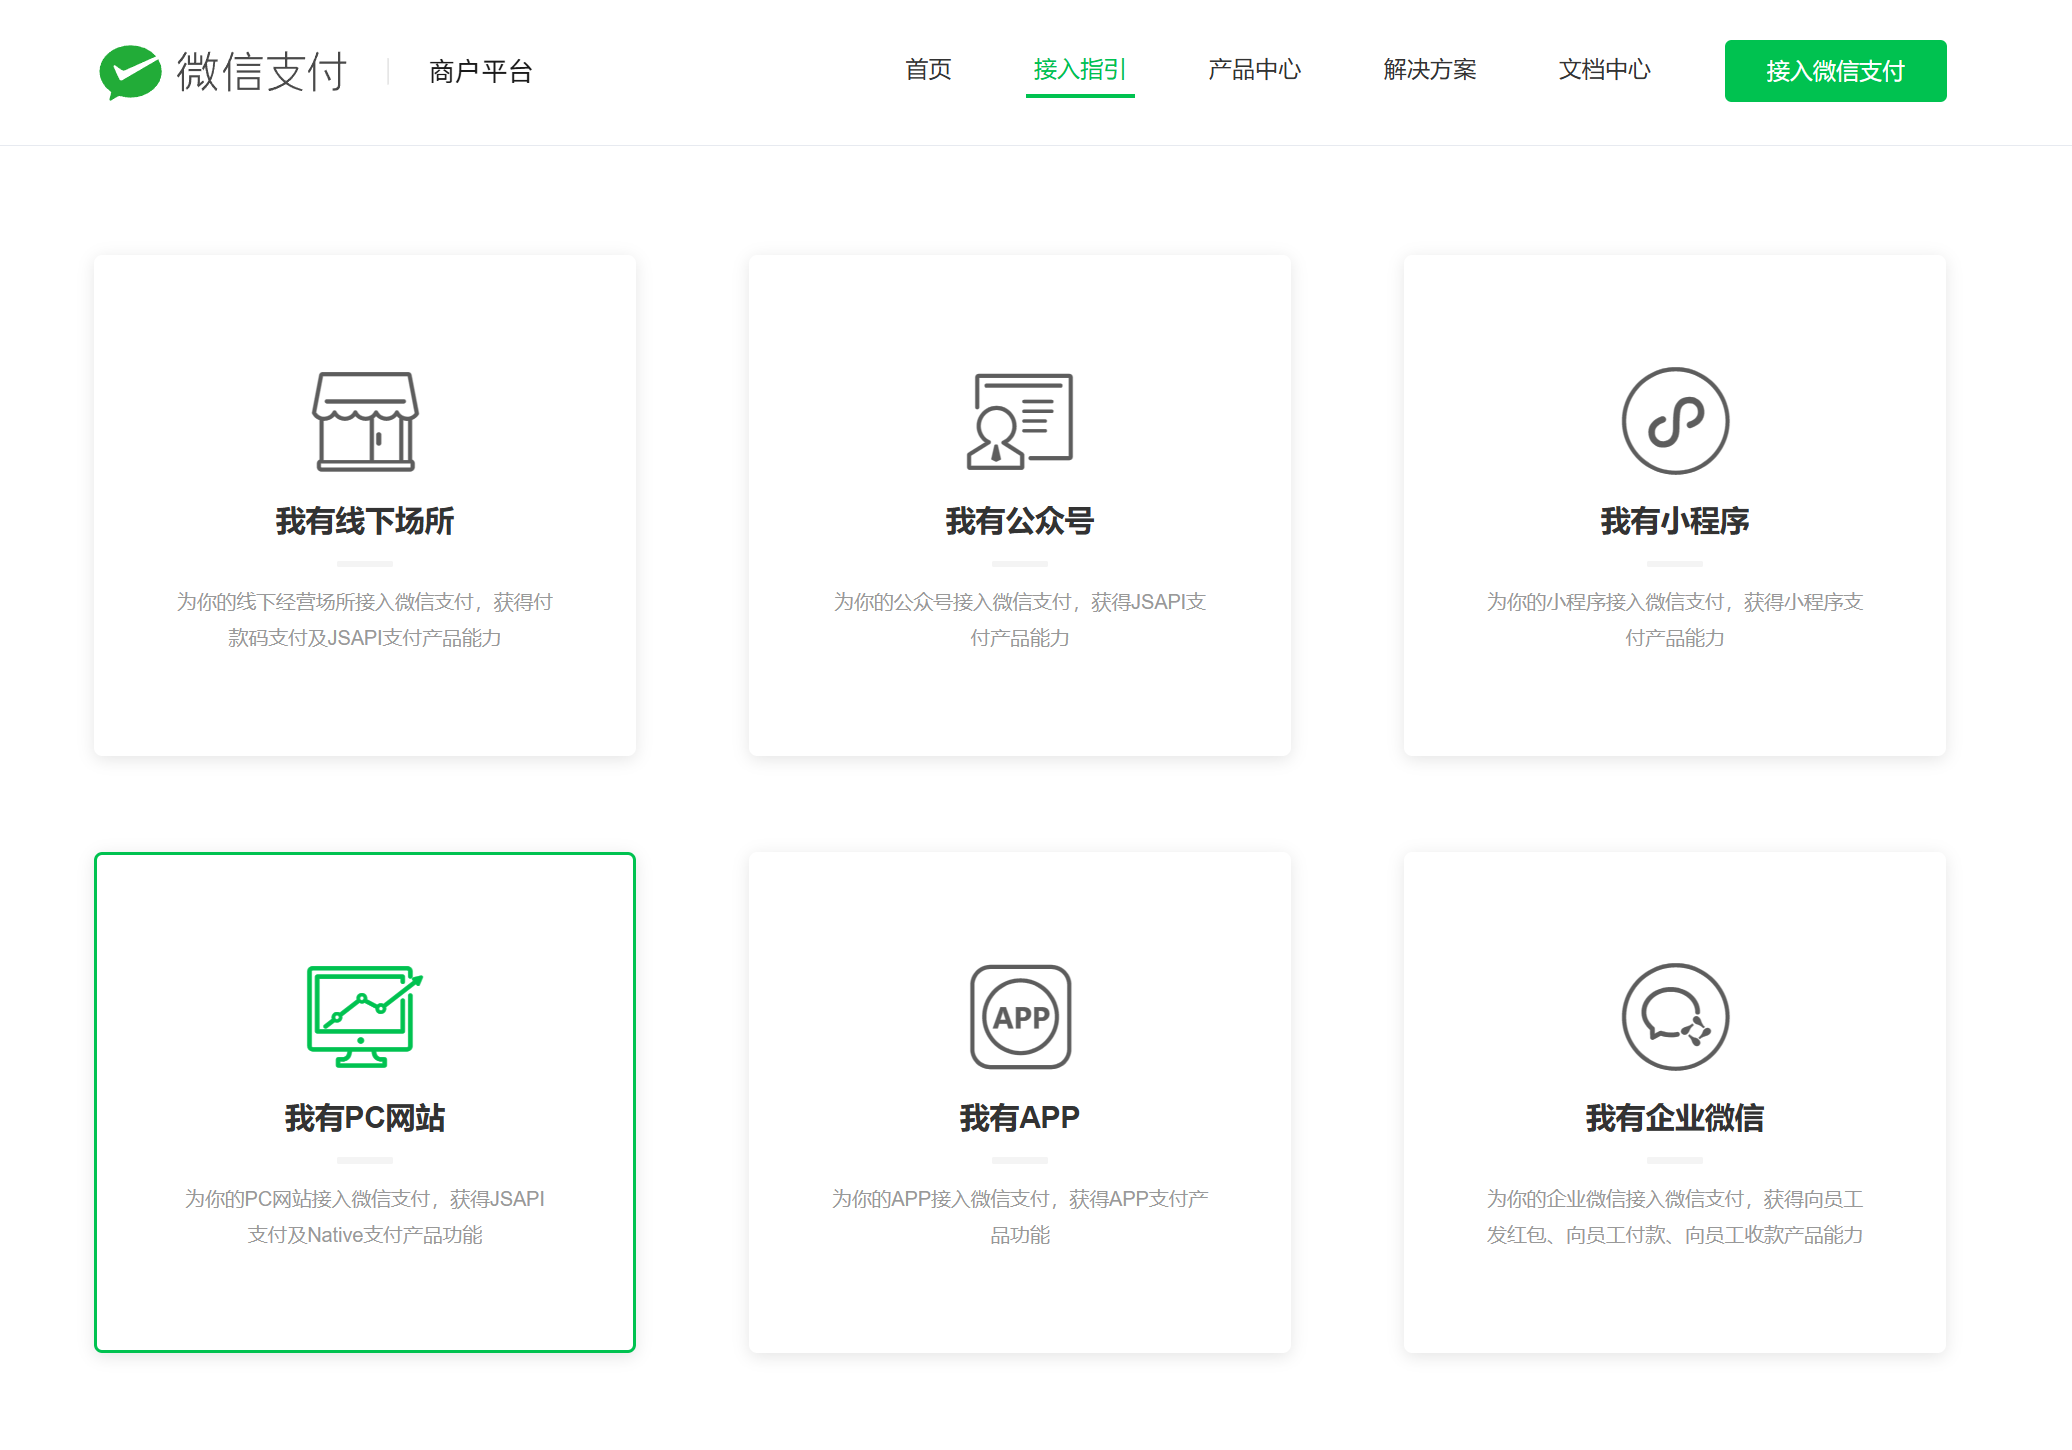 微信支付
商户平台
首页
接入指引
产品中心
解决方案
文档中心
接入微信支付
我有线下场所
为你的线下经营场所接入微信支付，获得付
款码支付及JSAPI支付产品能力
我有公众号
为你的公众号接入微信支付，获得JSAPI支
付产品能力
我有小程序
为你的小程序接入微信支付，获得小程序支
付产品能力
我有PC网站
为你的PC网站接入微信支付，获得JSAPI
支付及Native支付产品功能
APP
我有APP
为你的APP接入微信支付，获得APP支付产
品功能
我有企业微信
为你的企业微信接入微信支付，获得向员工
发红包、向员工付款、向员工收款产品能力